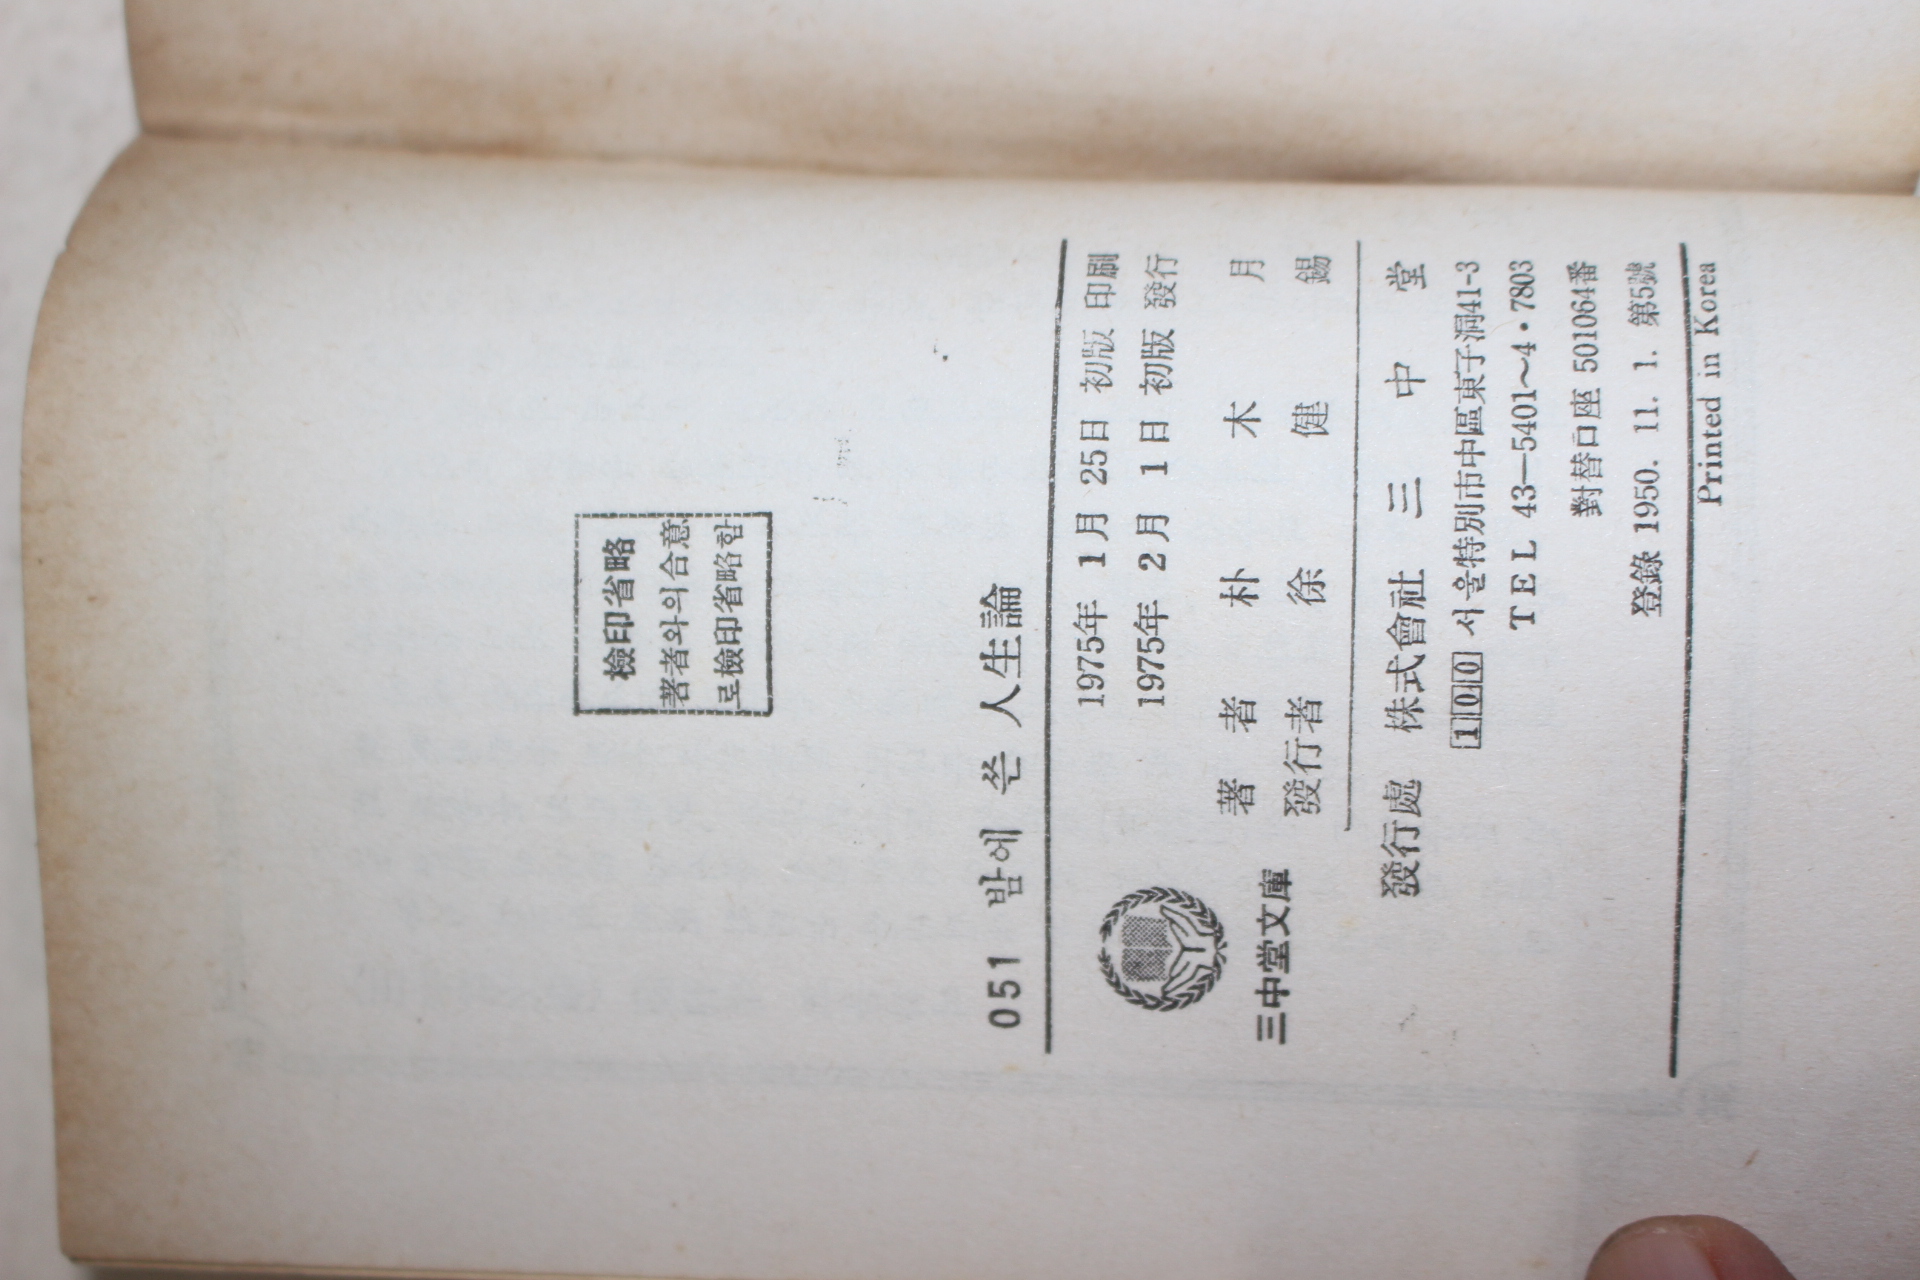 檢印省略
著者와의合意
로檢印省略함
051 밤에 쓴 人生論
1975年 1月 25日 初版 印刷
1975年 2月 1日 初版 發行
著者 朴木月
發行者 徐健錫
三中堂文庫
發行處 株式會社 三中堂
100 서울特別市中區東子洞41-3
TEL 43—5401~4・7803
對替口座 501064番
登錄 1950. 11. 1. 第5號
Printed in Korea